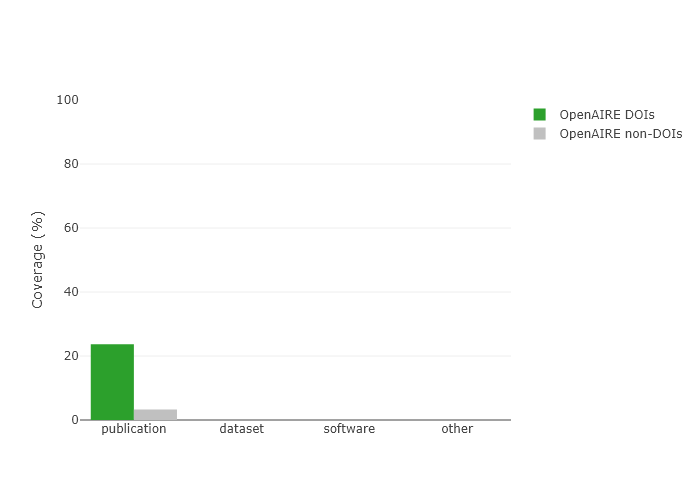 100
80
60
40
20
0
Coverage (%)
publication
dataset
software
other
OpenAIRE DOIs
OpenAIRE non-DOIs